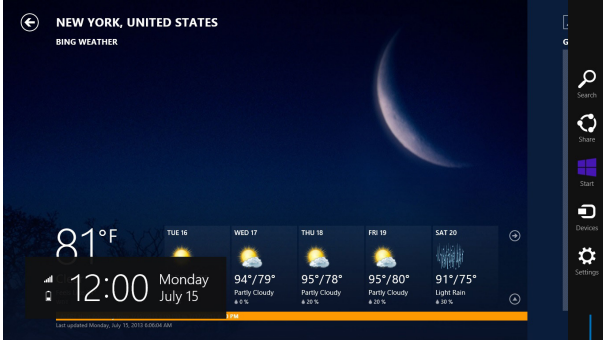 NEW YORK, UNITED STATES
BING WEATHER
G
Search
Share
Start
Devices
Settings
81°F
TUE 16
WED 17
94°/79°
Partly Cloudy
0 %
THU 18
95°/78°
Partly Cloudy
20 %
FRI 19
95°/80°
Partly Cloudy
20 %
SAT 20
91°/75°
Light Rain
30 %
12:00
Monday
July 15
PM
Last updated Monday, July 15, 2013 6:06:04 AM